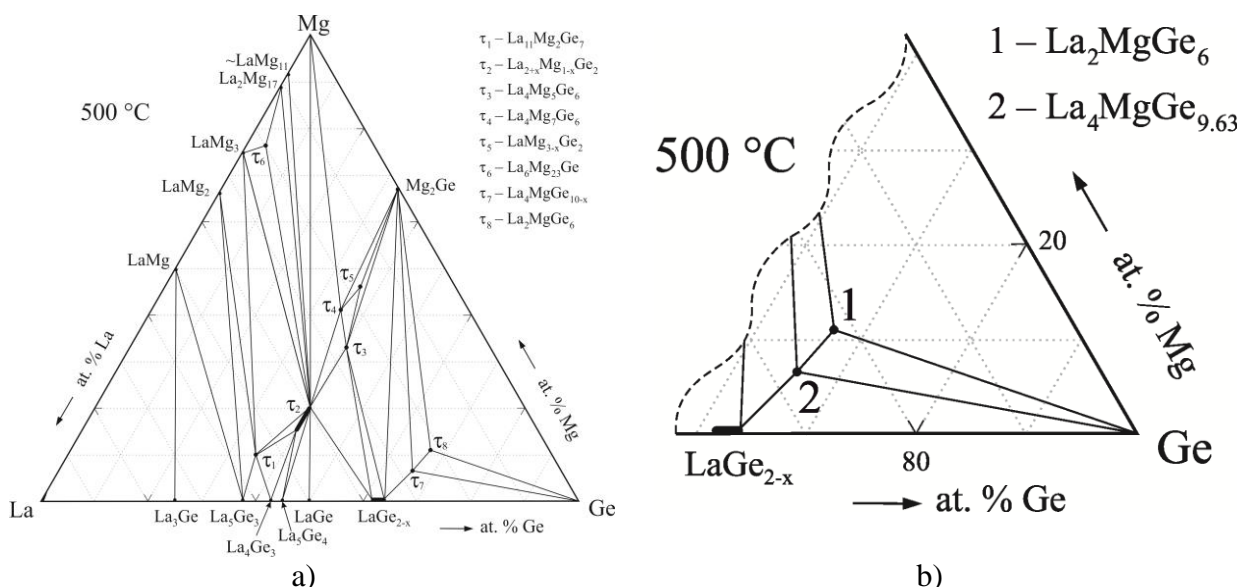 Mg
~LaMg₁₁
La₂Mg₁₇
500 °C
LaMg₃
τ₆
LaMg₂
Mg₂Ge
LaMg
τ₅
τ₄
τ₃
at. % La
at. % Mg
τ₂
τ₁
τ₈
τ₇
La
La₃Ge
La₅Ge₃
La₄Ge₃
La₅Ge₄
LaGe
LaGe₂₋ₓ
at. % Ge
Ge
τ₁ – La₁₁Mg₂Ge₇
τ₂ – La₂₊ₓMg₁₋ₓGe₂
τ₃ – La₄Mg₅Ge₆
τ₄ – La₄Mg₇Ge₆
τ₅ – LaMg₃₋ₓGe₂
τ₆ – La₆Mg₂₃Ge
τ₇ – La₄MgGe₁₀₋ₓ
τ₈ – La₂MgGe₆
a)
1 – La₂MgGe₆
2 – La₄MgGe₉.₆₃
500 °C
20
at. % Mg
1
2
LaGe₂₋ₓ
80
Ge
at. % Ge
b)